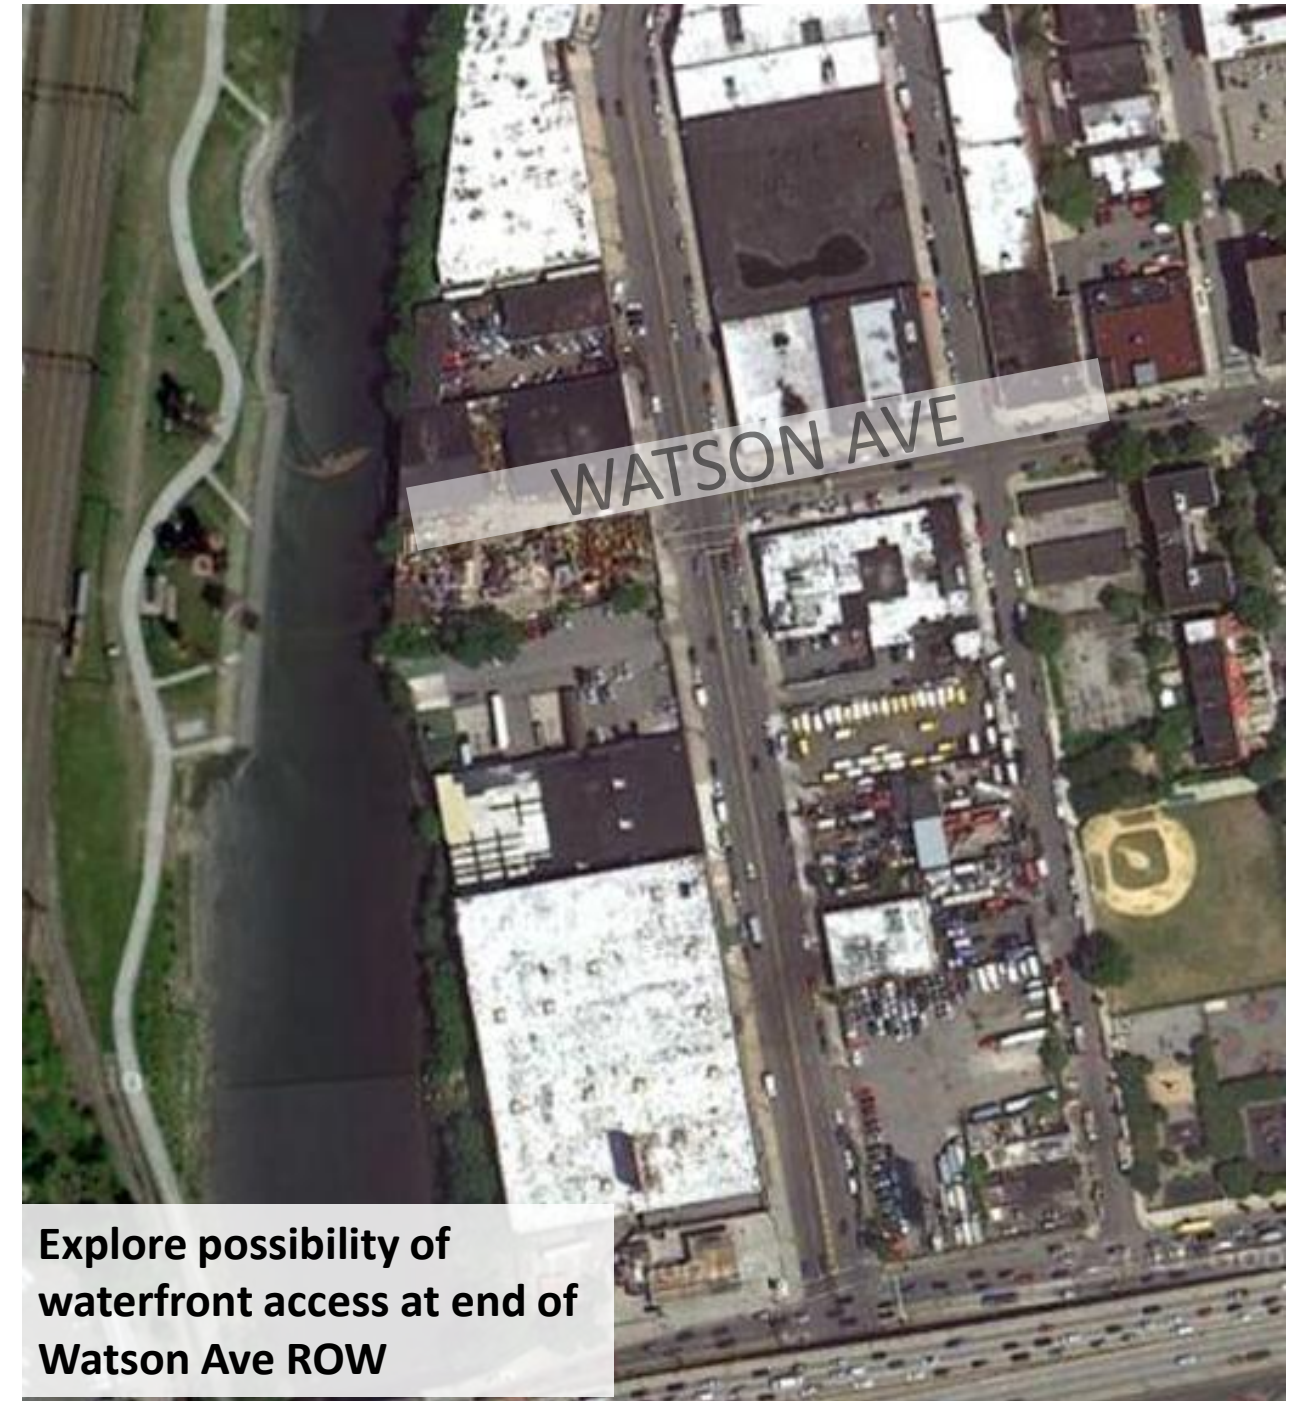 WATSON AVE
Explore possibility of
waterfront access at end of
Watson Ave ROW